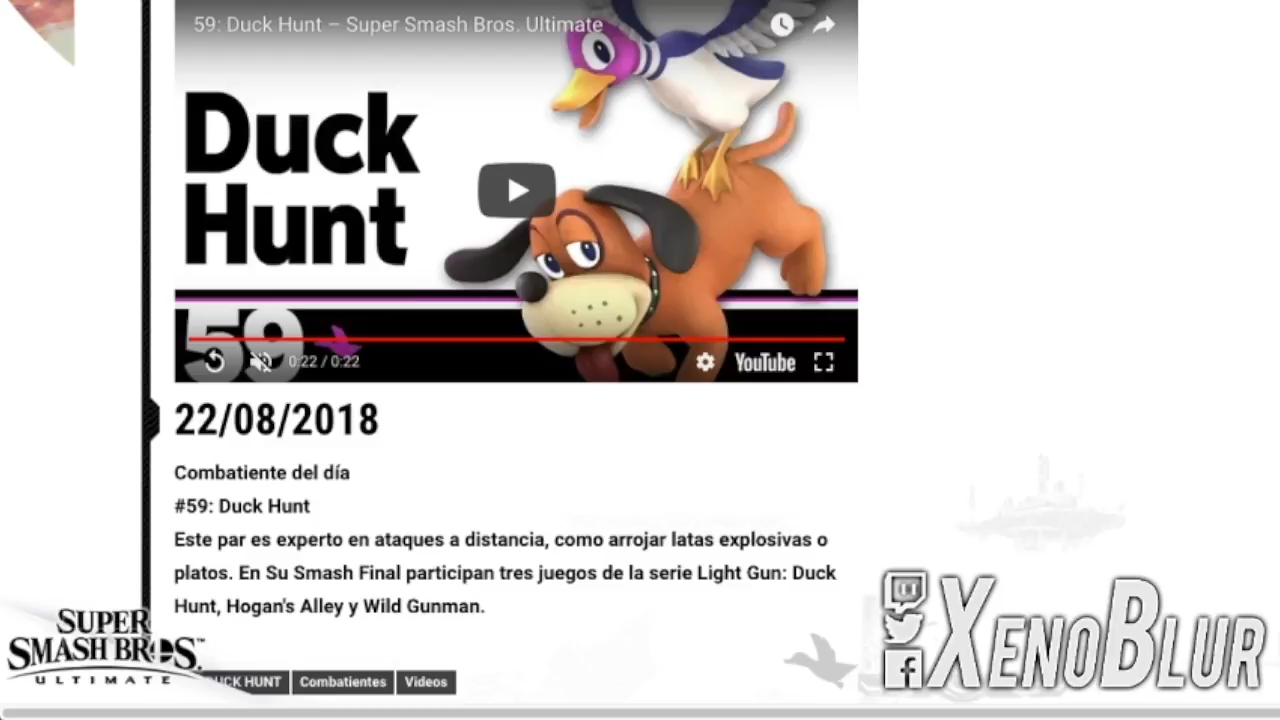 59: Duck Hunt – Super Smash Bros. Ultimate
Duck
Hunt
59
0:22 / 0:22
YouTube
22/08/2018
Combatiente del día
#59: Duck Hunt
Este par es experto en ataques a distancia, como arrojar latas explosivas o
platos. En Su Smash Final participan tres juegos de la serie Light Gun: Duck
Hunt, Hogan's Alley y Wild Gunman.
SUPER
SMASH BROS.™
ULTIMATE
DUCK HUNT Combatientes Videos
XENOBLUR